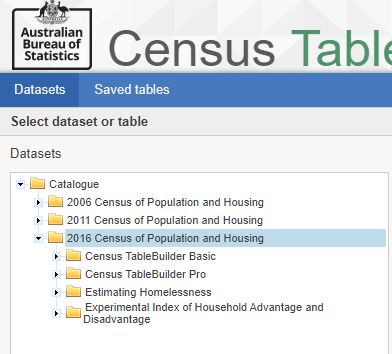 Australian
Bureau of
Statistics
Census Table
Datasets
Saved tables
Select dataset or table
Datasets
Catalogue
2006 Census of Population and Housing
2011 Census of Population and Housing
2016 Census of Population and Housing
Census TableBuilder Basic
Census TableBuilder Pro
Estimating Homelessness
Experimental Index of Household Advantage and
Disadvantage